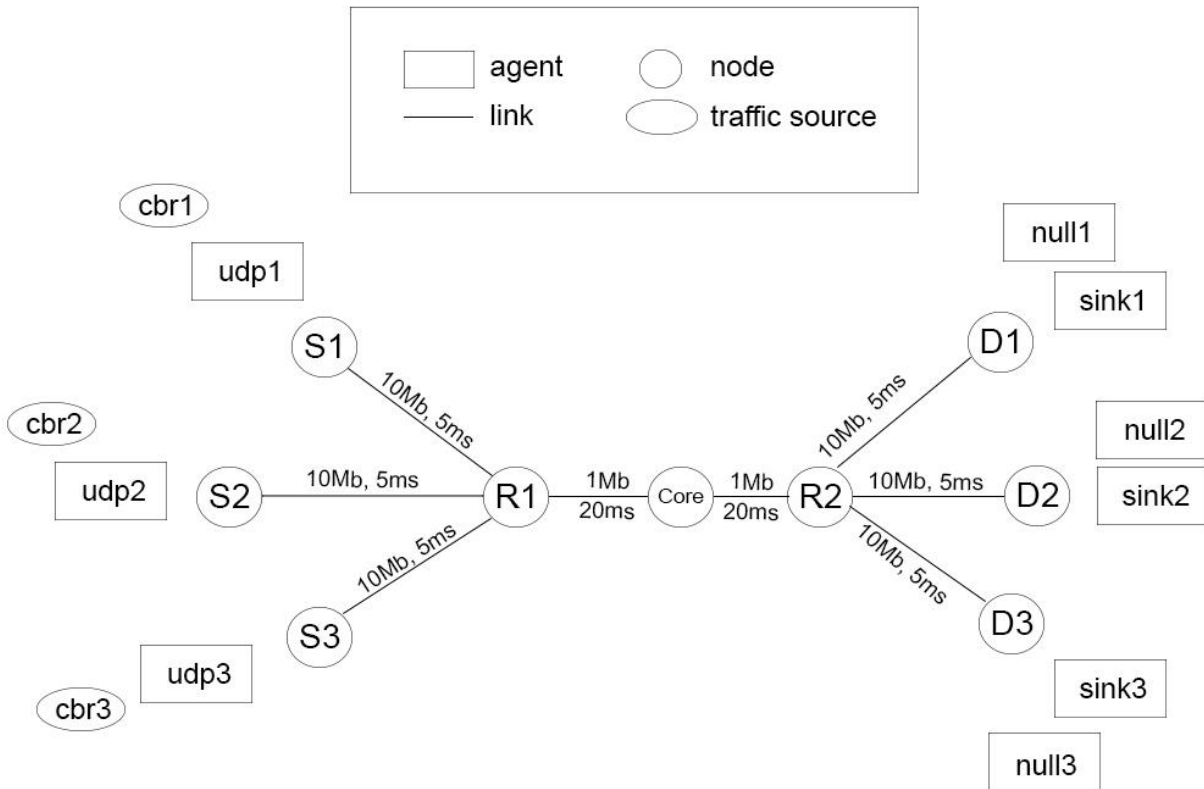 agent
node
link
traffic source
cbr1
null1
udp1
sink1
S1
D1
10Mb, 5ms
10Mb, 5ms
cbr2
null2
udp2
S2
10Mb, 5ms
R1
1Mb
20ms
Core
1Mb
20ms
R2
10Mb, 5ms
D2
sink2
10Mb, 5ms
10Mb, 5ms
S3
D3
udp3
sink3
cbr3
null3